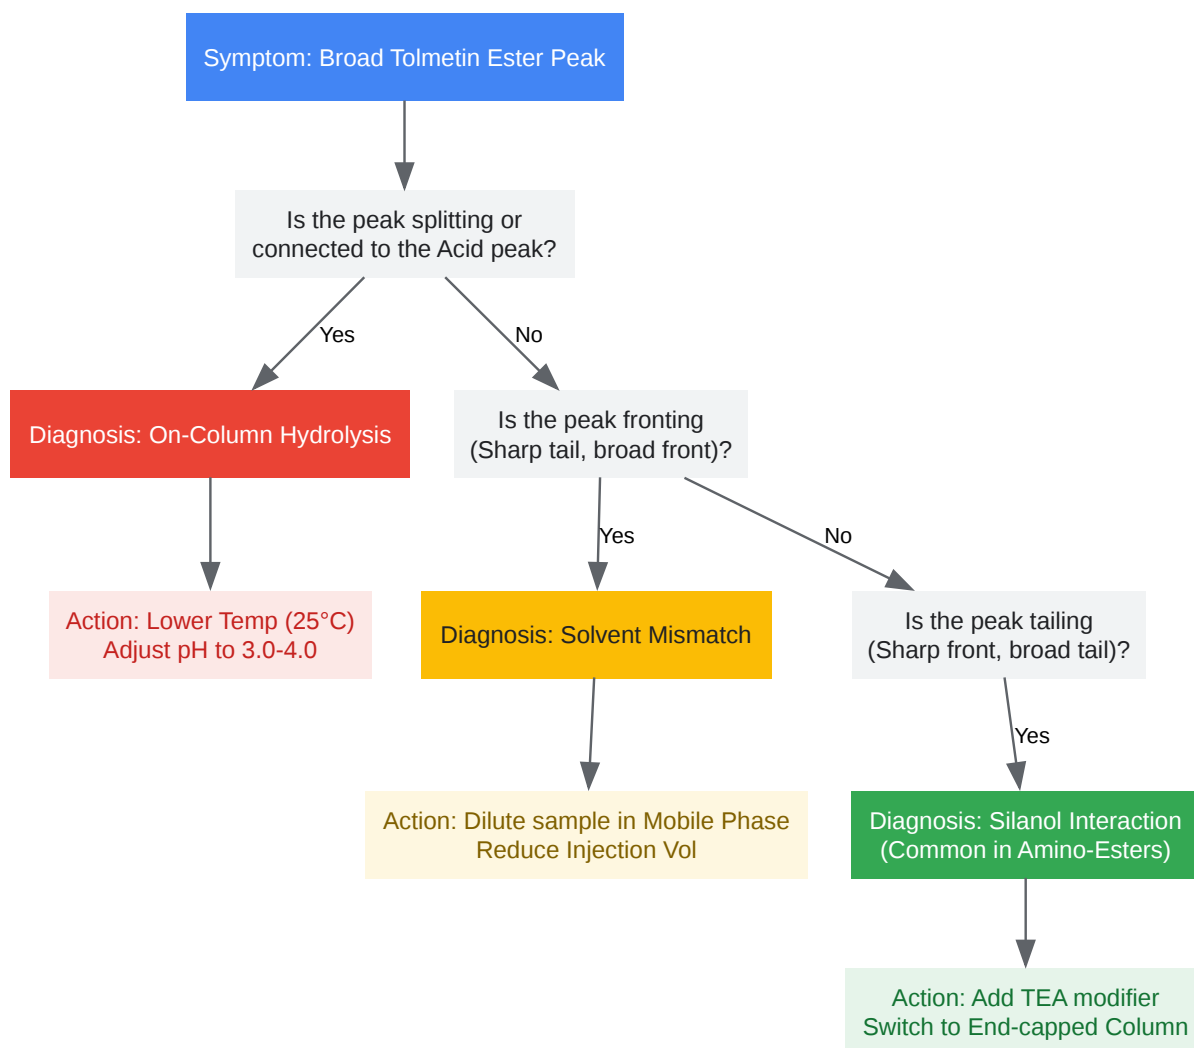 Symptom: Broad Tolmetin Ester Peak
Is the peak splitting or
connected to the Acid peak?
Yes
No
Diagnosis: On-Column Hydrolysis
Is the peak fronting
(Sharp tail, broad front)?
Yes
No
Action: Lower Temp (25°C)
Adjust pH to 3.0-4.0
Diagnosis: Solvent Mismatch
Is the peak tailing
(Sharp front, broad tail)?
Yes
Action: Dilute sample in Mobile Phase
Reduce Injection Vol
Diagnosis: Silanol Interaction
(Common in Amino-Esters)
Action: Add TEA modifier
Switch to End-capped Column